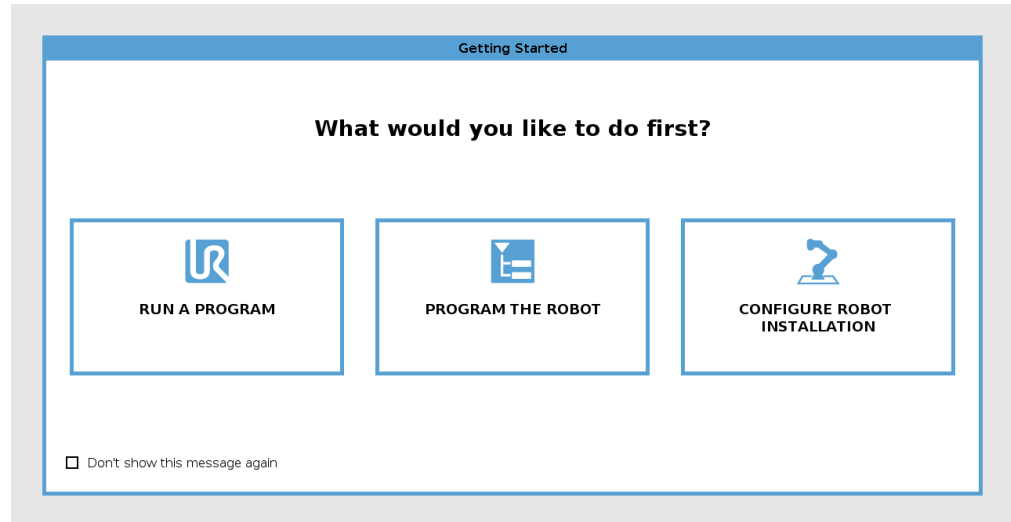 Getting Started
What would you like to do first?
UR
RUN A PROGRAM
PROGRAM THE ROBOT
CONFIGURE ROBOT
INSTALLATION
Don't show this message again